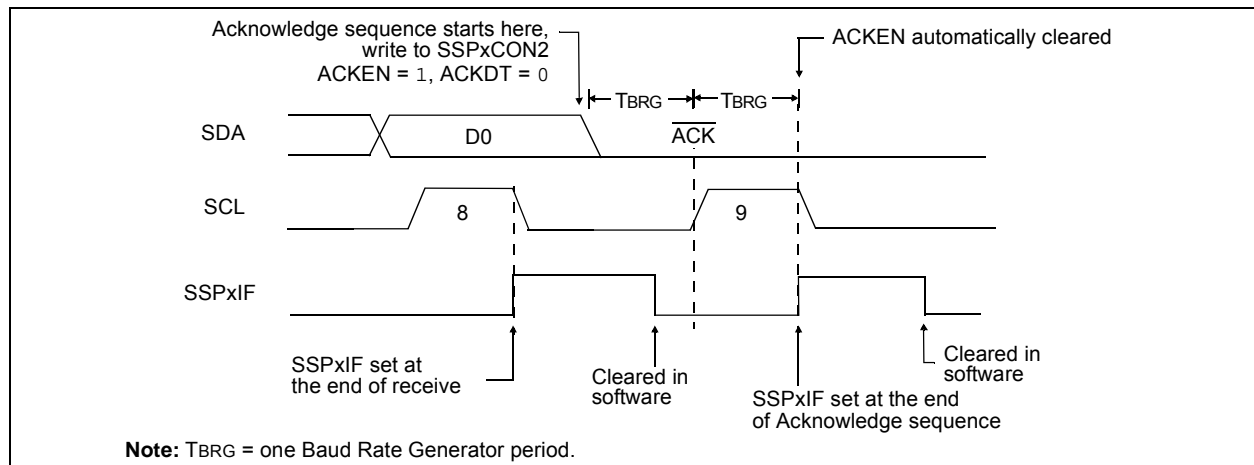 Acknowledge sequence starts here,
write to SSPxCON2
ACKEN = 1, ACKDT = 0
ACKEN automatically cleared
TBRG
TBRG
SDA
D0
ACK
SCL
8
9
SSPxIF
SSPxIF set at
the end of receive
Cleared in
software
SSPxIF set at the end
of Acknowledge sequence
Cleared in
software
Note: TBRG = one Baud Rate Generator period.